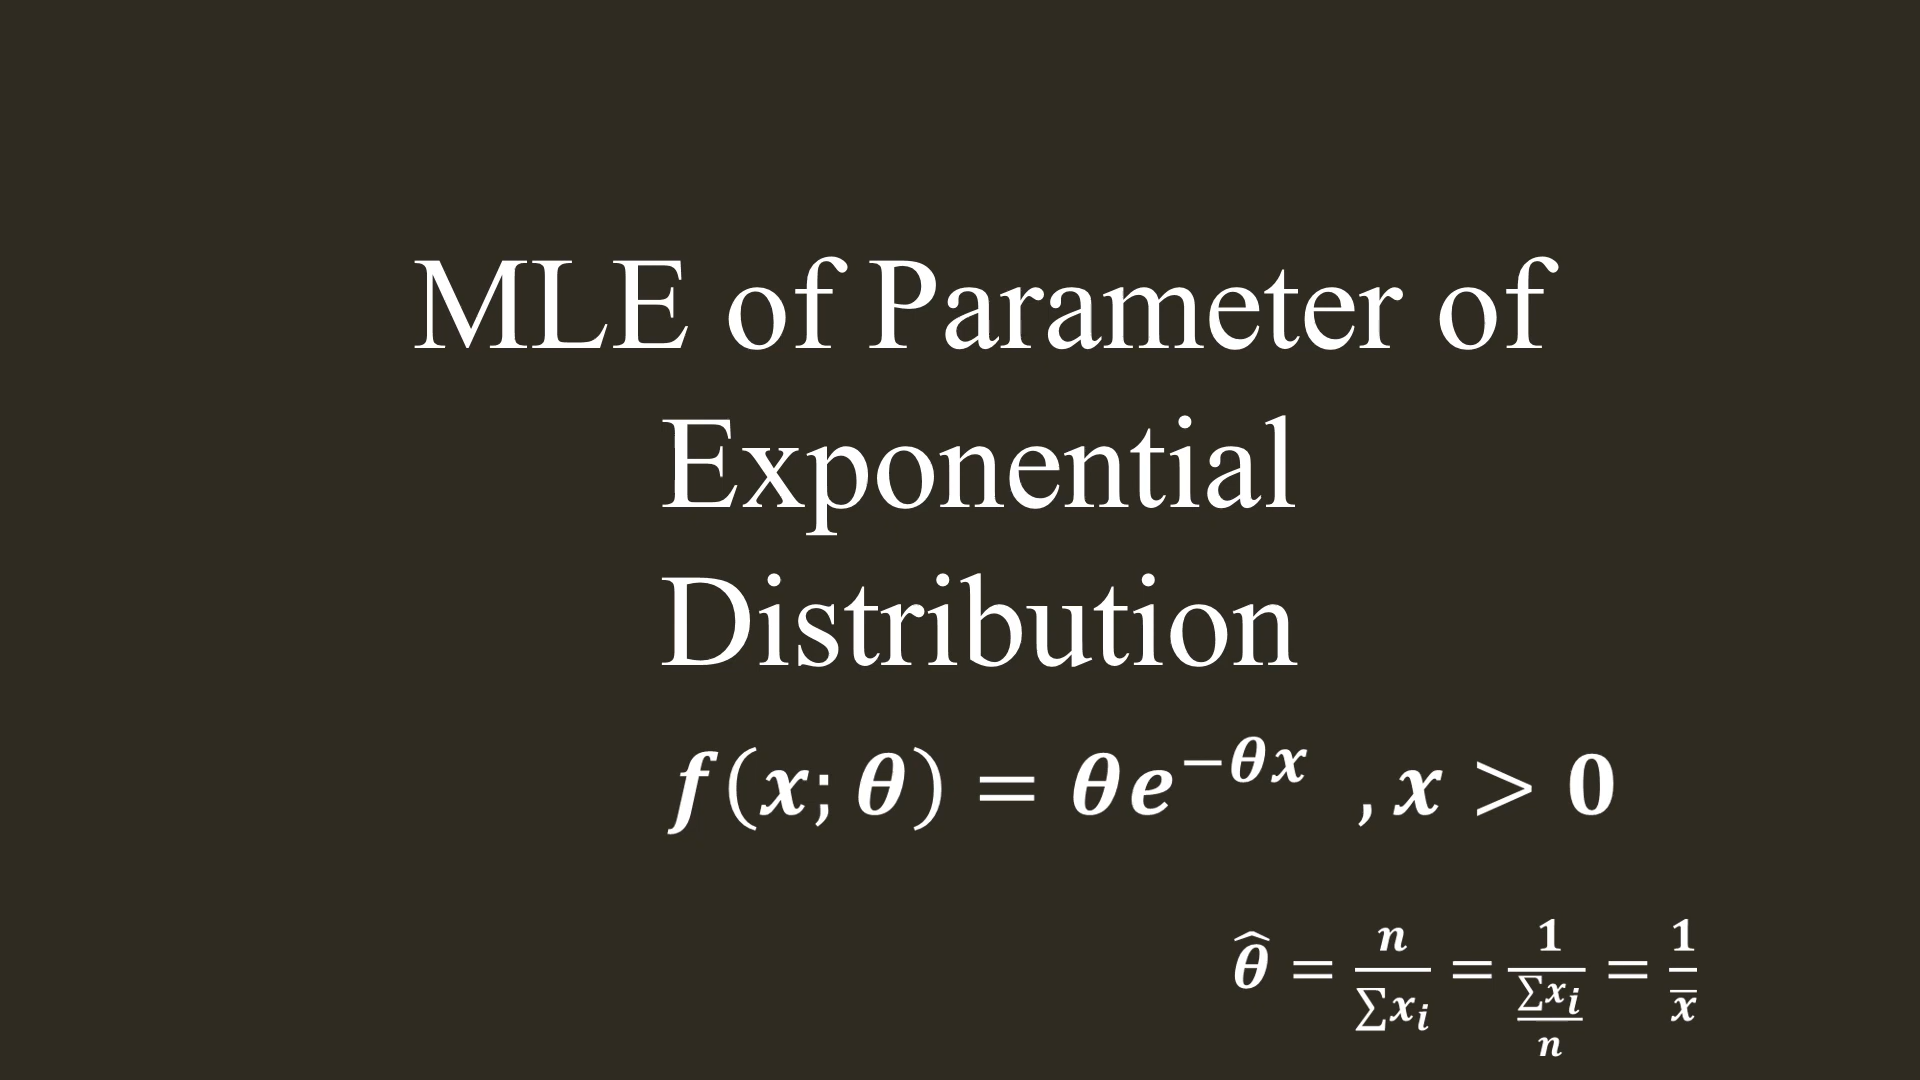 MLE of Parameter of
Exponential
Distribution
f(x; θ) = θe^{−θx} , x > 0
θ̂ = n/∑xᵢ = 1/(∑xᵢ/n) = 1/x̄